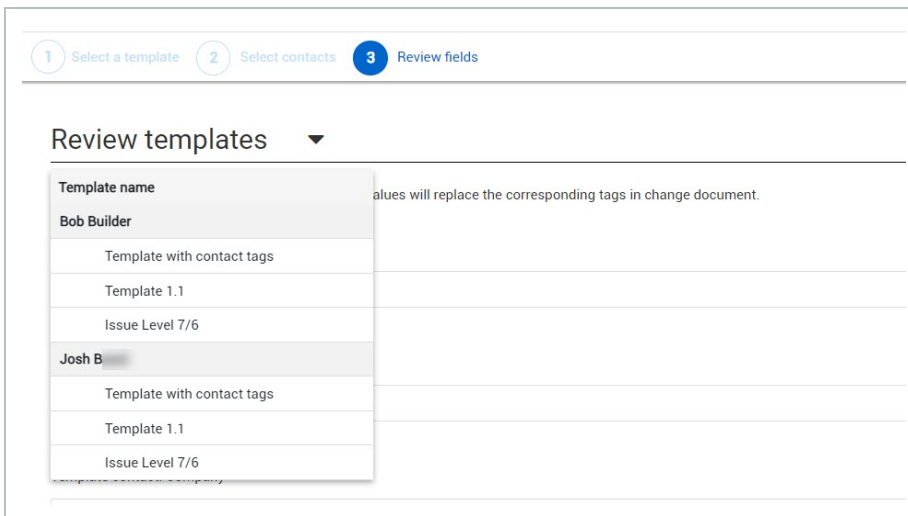 1 Select a template 2 Select contacts 3 Review fields
Review templates
Template name
alues will replace the corresponding tags in change document.
Bob Builder
Template with contact tags
Template 1.1
Issue Level 7/6
Josh B
Template with contact tags
Template 1.1
Issue Level 7/6